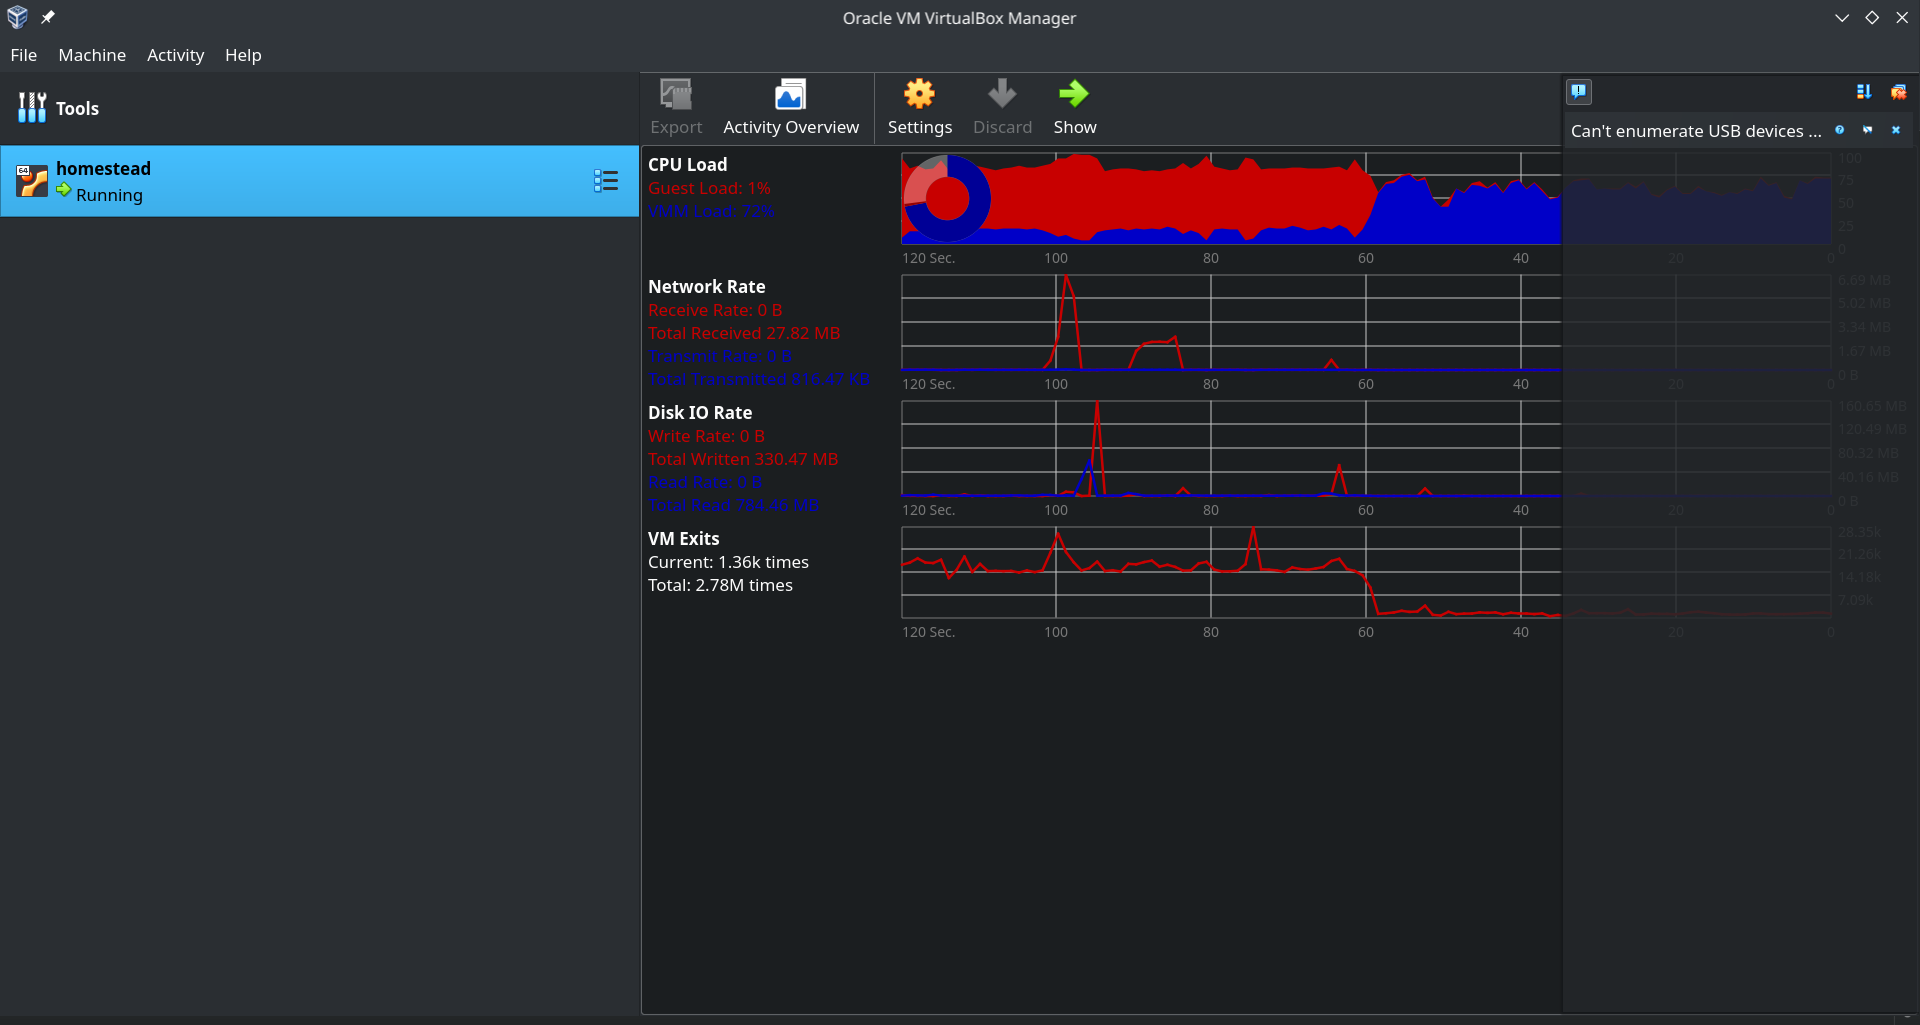 Oracle VM VirtualBox Manager
File Machine Activity Help
Tools
homestead
64
Running
Export Activity Overview Settings Discard Show
Can't enumerate USB devices ...
CPU Load
Guest Load: 1%
VMM Load: 72%
100
75
50
25
0
120 Sec. 100 80 60 40 20 0
Network Rate
Receive Rate: 0 B
Total Received 27.82 MB
Transmit Rate: 0 B
Total Transmitted 816.47 KB
6.69 MB
5.02 MB
3.34 MB
1.67 MB
0 B
120 Sec. 100 80 60 40 20 0
Disk IO Rate
Write Rate: 0 B
Total Written 330.47 MB
Read Rate: 0 B
Total Read 784.46 MB
160.65 MB
120.49 MB
80.32 MB
40.16 MB
0 B
120 Sec. 100 80 60 40 20 0
VM Exits
Current: 1.36k times
Total: 2.78M times
28.35k
21.26k
14.18k
7.09k
120 Sec. 100 80 60 40 20 0